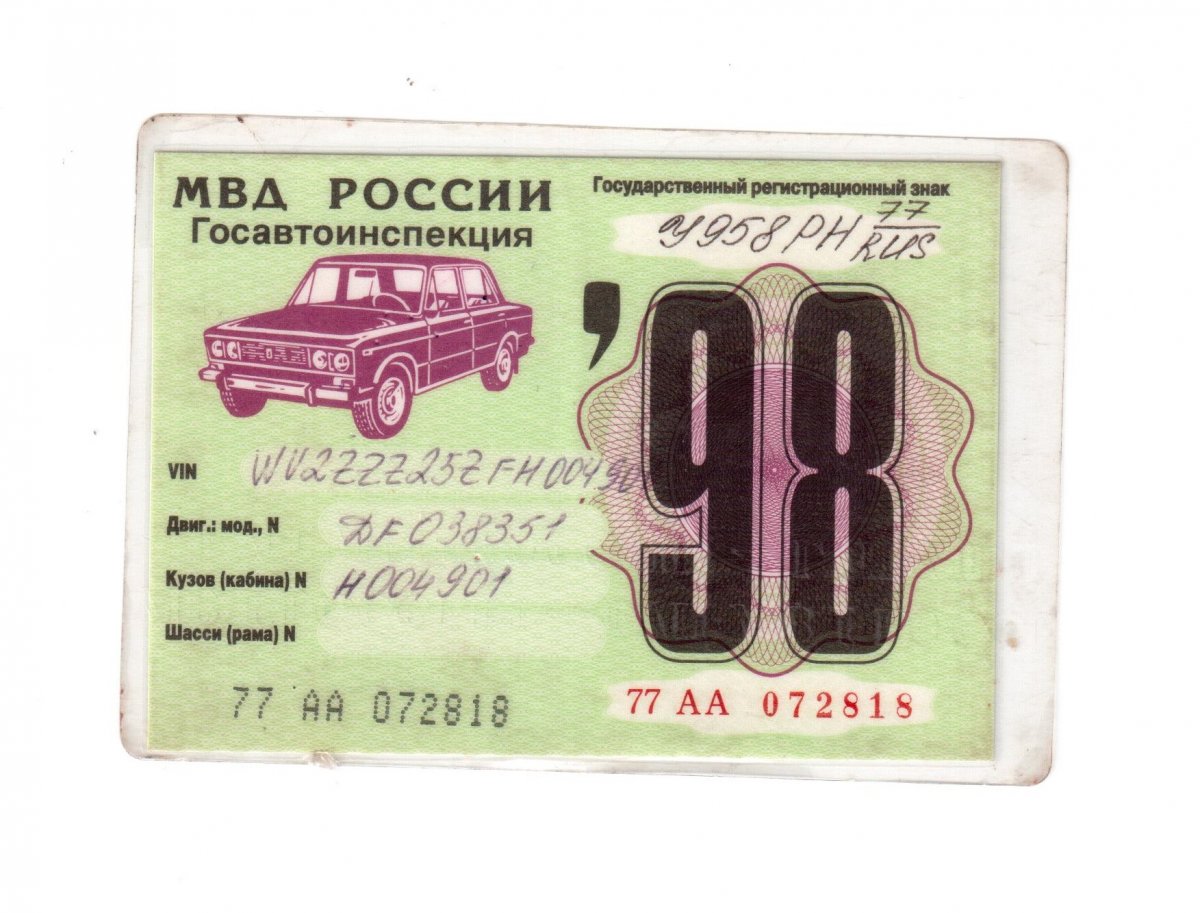 МВД РОССИИ
Госавтоинспекция
Государственный регистрационный знак
У958РН 77
RUS
'98
VIN WV2ZZZ25ZFH00490
Двиг.: мод., N DF038351
Кузов (кабина) N H004901
Шасси (рама) N
77 АА 072818
77 АА 072818